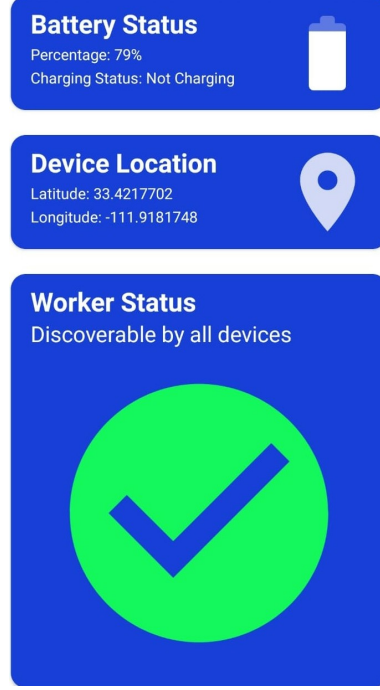 Battery Status
Percentage: 79%
Charging Status: Not Charging
Device Location
Latitude: 33.4217702
Longitude: -111.9181748
Worker Status
Discoverable by all devices